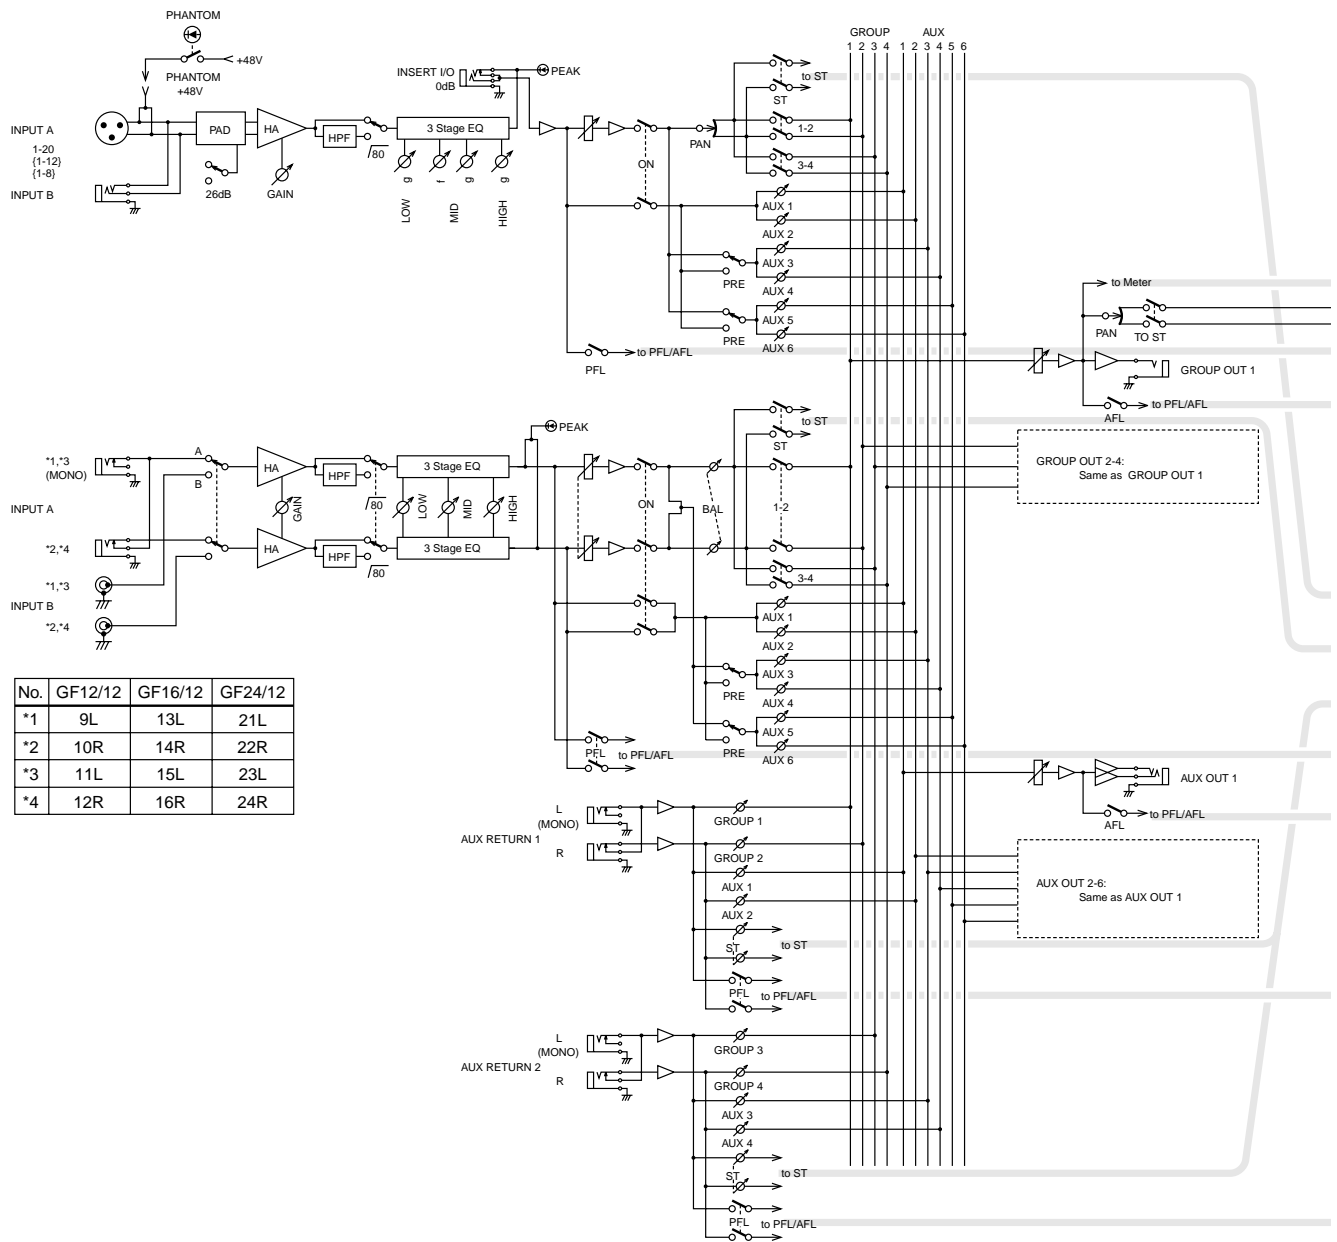 PHANTOM
+48V
PHANTOM
+48V
INPUT A
1-20
{1-12}
{1-8}
INPUT B
PAD
26dB
HA
GAIN
HPF
80
3 Stage EQ
g
f
g
g
LOW
MID
HIGH
INSERT I/O
0dB
PEAK
ON
PAN
PFL
to PFL/AFL
to ST
ST
1-2
3-4
AUX 1
AUX 2
AUX 3
PRE
AUX 4
AUX 5
PRE
AUX 6
GROUP
AUX
1 2 3 4 1 2 3 4 5 6
to Meter
PAN
TO ST
GROUP OUT 1
AFL
to PFL/AFL
GROUP OUT 2-4:
Same as GROUP OUT 1
*1,*3
(MONO)
INPUT A
*2,*4
*1,*3
INPUT B
*2,*4
A
B
HA
GAIN
HA
HPF
80
HPF
80
3 Stage EQ
LOW
MID
HIGH
3 Stage EQ
PEAK
ON
BAL
to ST
ST
1-2
3-4
AUX 1
AUX 2
AUX 3
PRE
AUX 4
AUX 5
PRE
AUX 6
PFL
to PFL/AFL
No. GF12/12 GF16/12 GF24/12
*1 9L 13L 21L
*2 10R 14R 22R
*3 11L 15L 23L
*4 12R 16R 24R
AUX OUT 1
AFL
to PFL/AFL
AUX OUT 2-6:
Same as AUX OUT 1
L
(MONO)
AUX RETURN 1
R
GROUP 1
GROUP 2
AUX 1
AUX 2
ST
to ST
PFL
to PFL/AFL
L
(MONO)
AUX RETURN 2
R
GROUP 3
GROUP 4
AUX 3
AUX 4
ST
to ST
PFL
to PFL/AFL